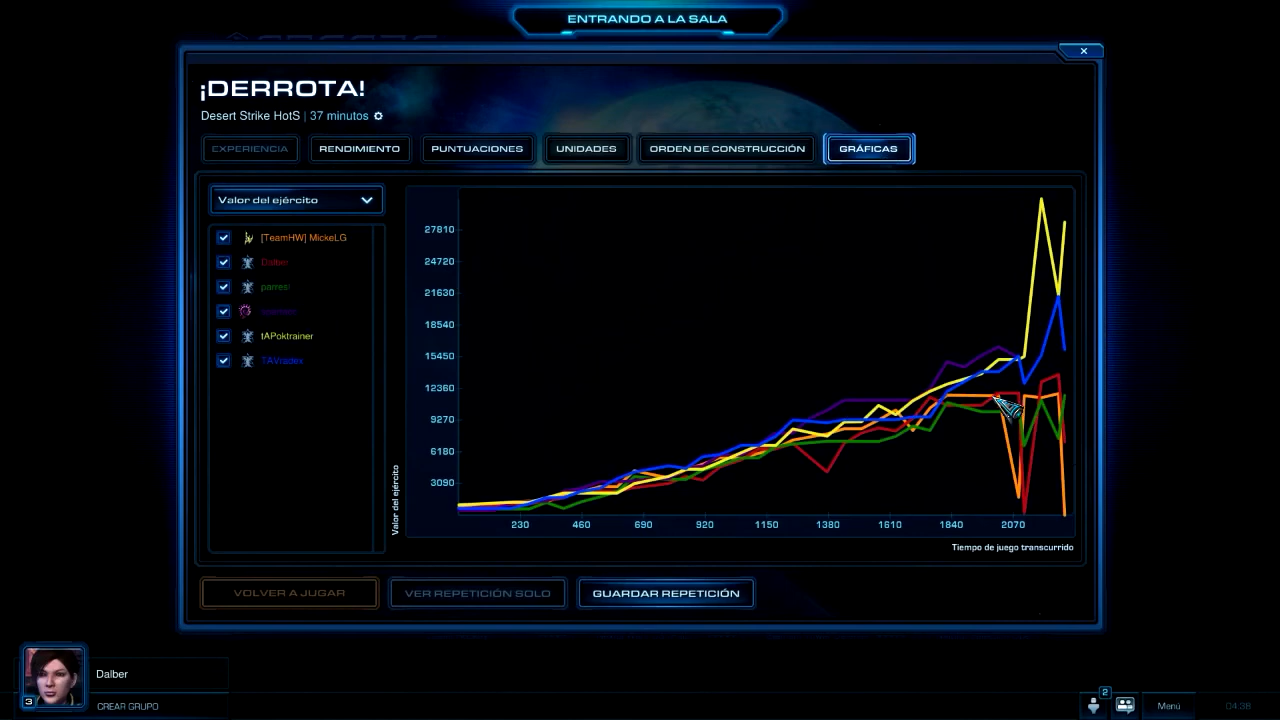 ENTRANDO A LA SALA
¡DERROTA!
Desert Strike HotS | 37 minutos
EXPERIENCIA
RENDIMIENTO
PUNTUACIONES
UNIDADES
ORDEN DE CONSTRUCCIÓN
GRÁFICAS
Valor del ejército
[TeamHW] MickeLG
Dalber
tAPoktrainer
27810
24720
21630
18540
15450
12360
9270
6180
3090
Valor del ejército
230 460 690 920 1150 1380 1610 1840 2070
Tiempo de juego transcurrido
VOLVER A JUGAR
VER REPETICIÓN SOLO
GUARDAR REPETICIÓN
3
Dalber
CREAR GRUPO
2
Menú
04:38